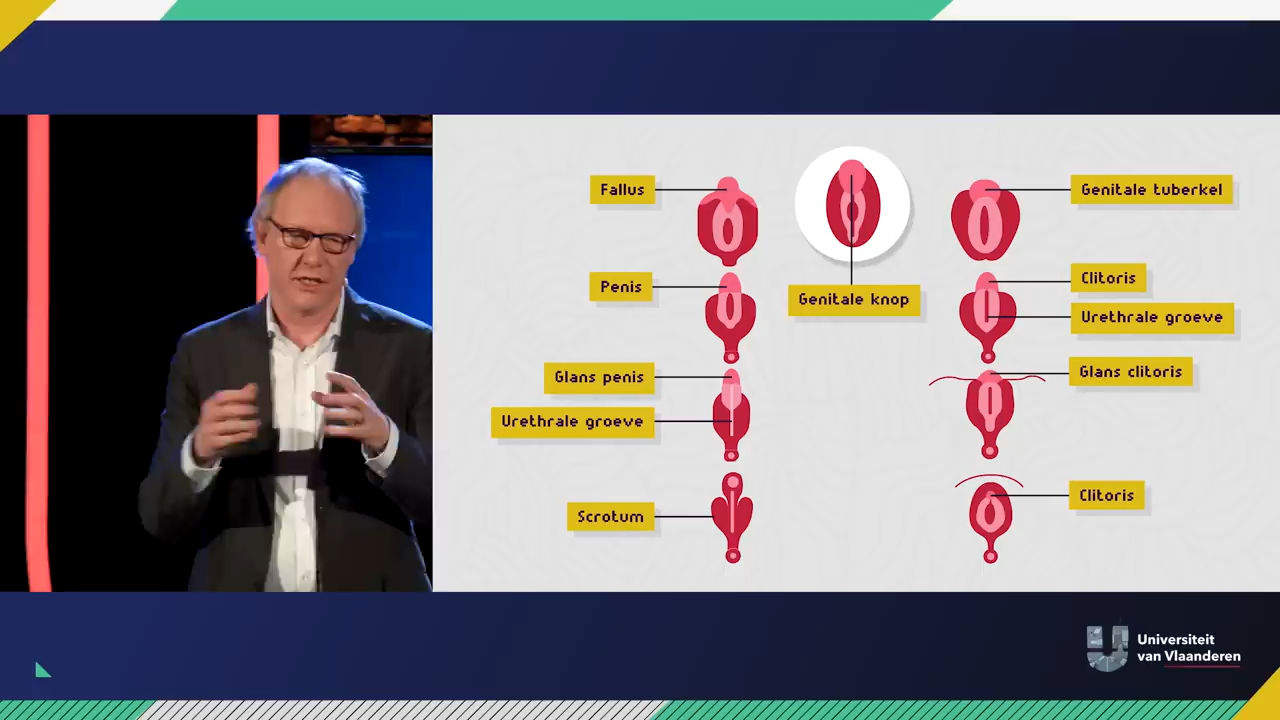 Fallus
Genitale tuberkel
Penis
Genitale knop
Clitoris
Urethrale groeve
Glans penis
Urethrale groeve
Glans clitoris
Scrotum
Clitoris
Universiteit
van Vlaanderen